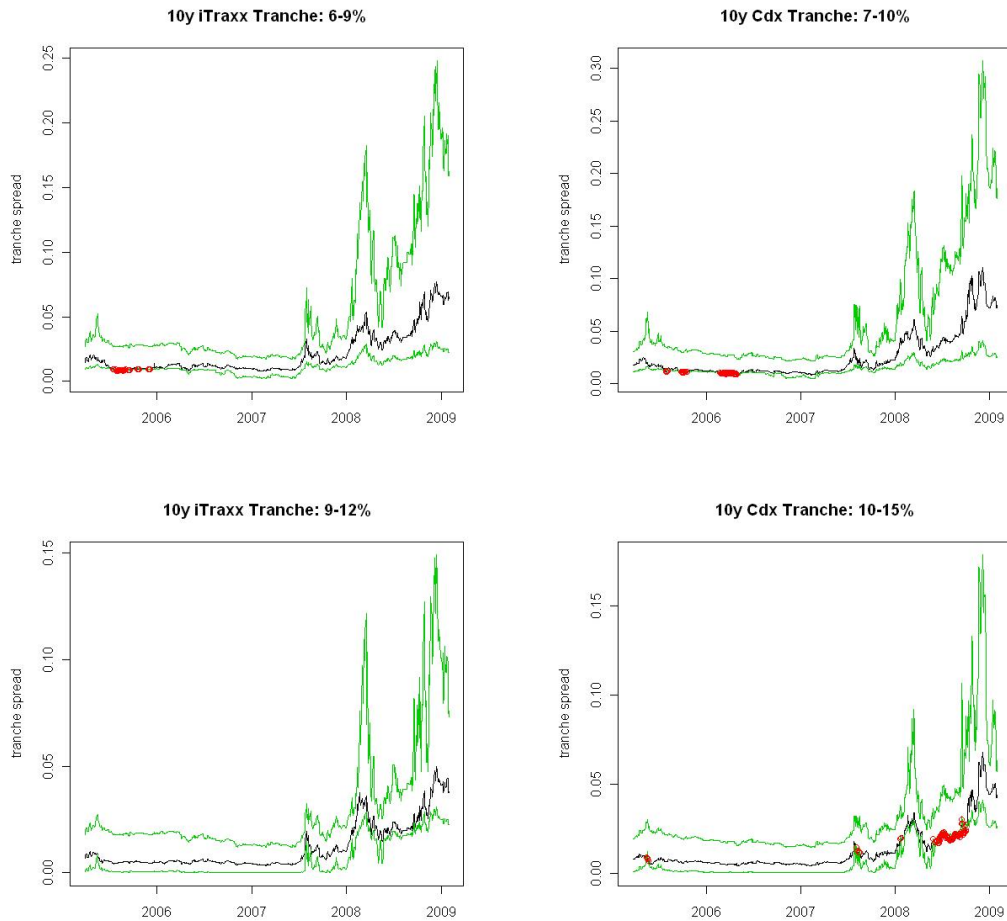 10y iTraxx Tranche: 6-9%
10y Cdx Tranche: 7-10%
tranche spread
0.00 0.05 0.10 0.15 0.20 0.25
2006 2007 2008 2009
tranche spread
0.00 0.05 0.10 0.15 0.20 0.25 0.30
2006 2007 2008 2009
10y iTraxx Tranche: 9-12%
10y Cdx Tranche: 10-15%
tranche spread
0.00 0.05 0.10 0.15
2006 2007 2008 2009
tranche spread
0.00 0.05 0.10 0.15
2006 2007 2008 2009